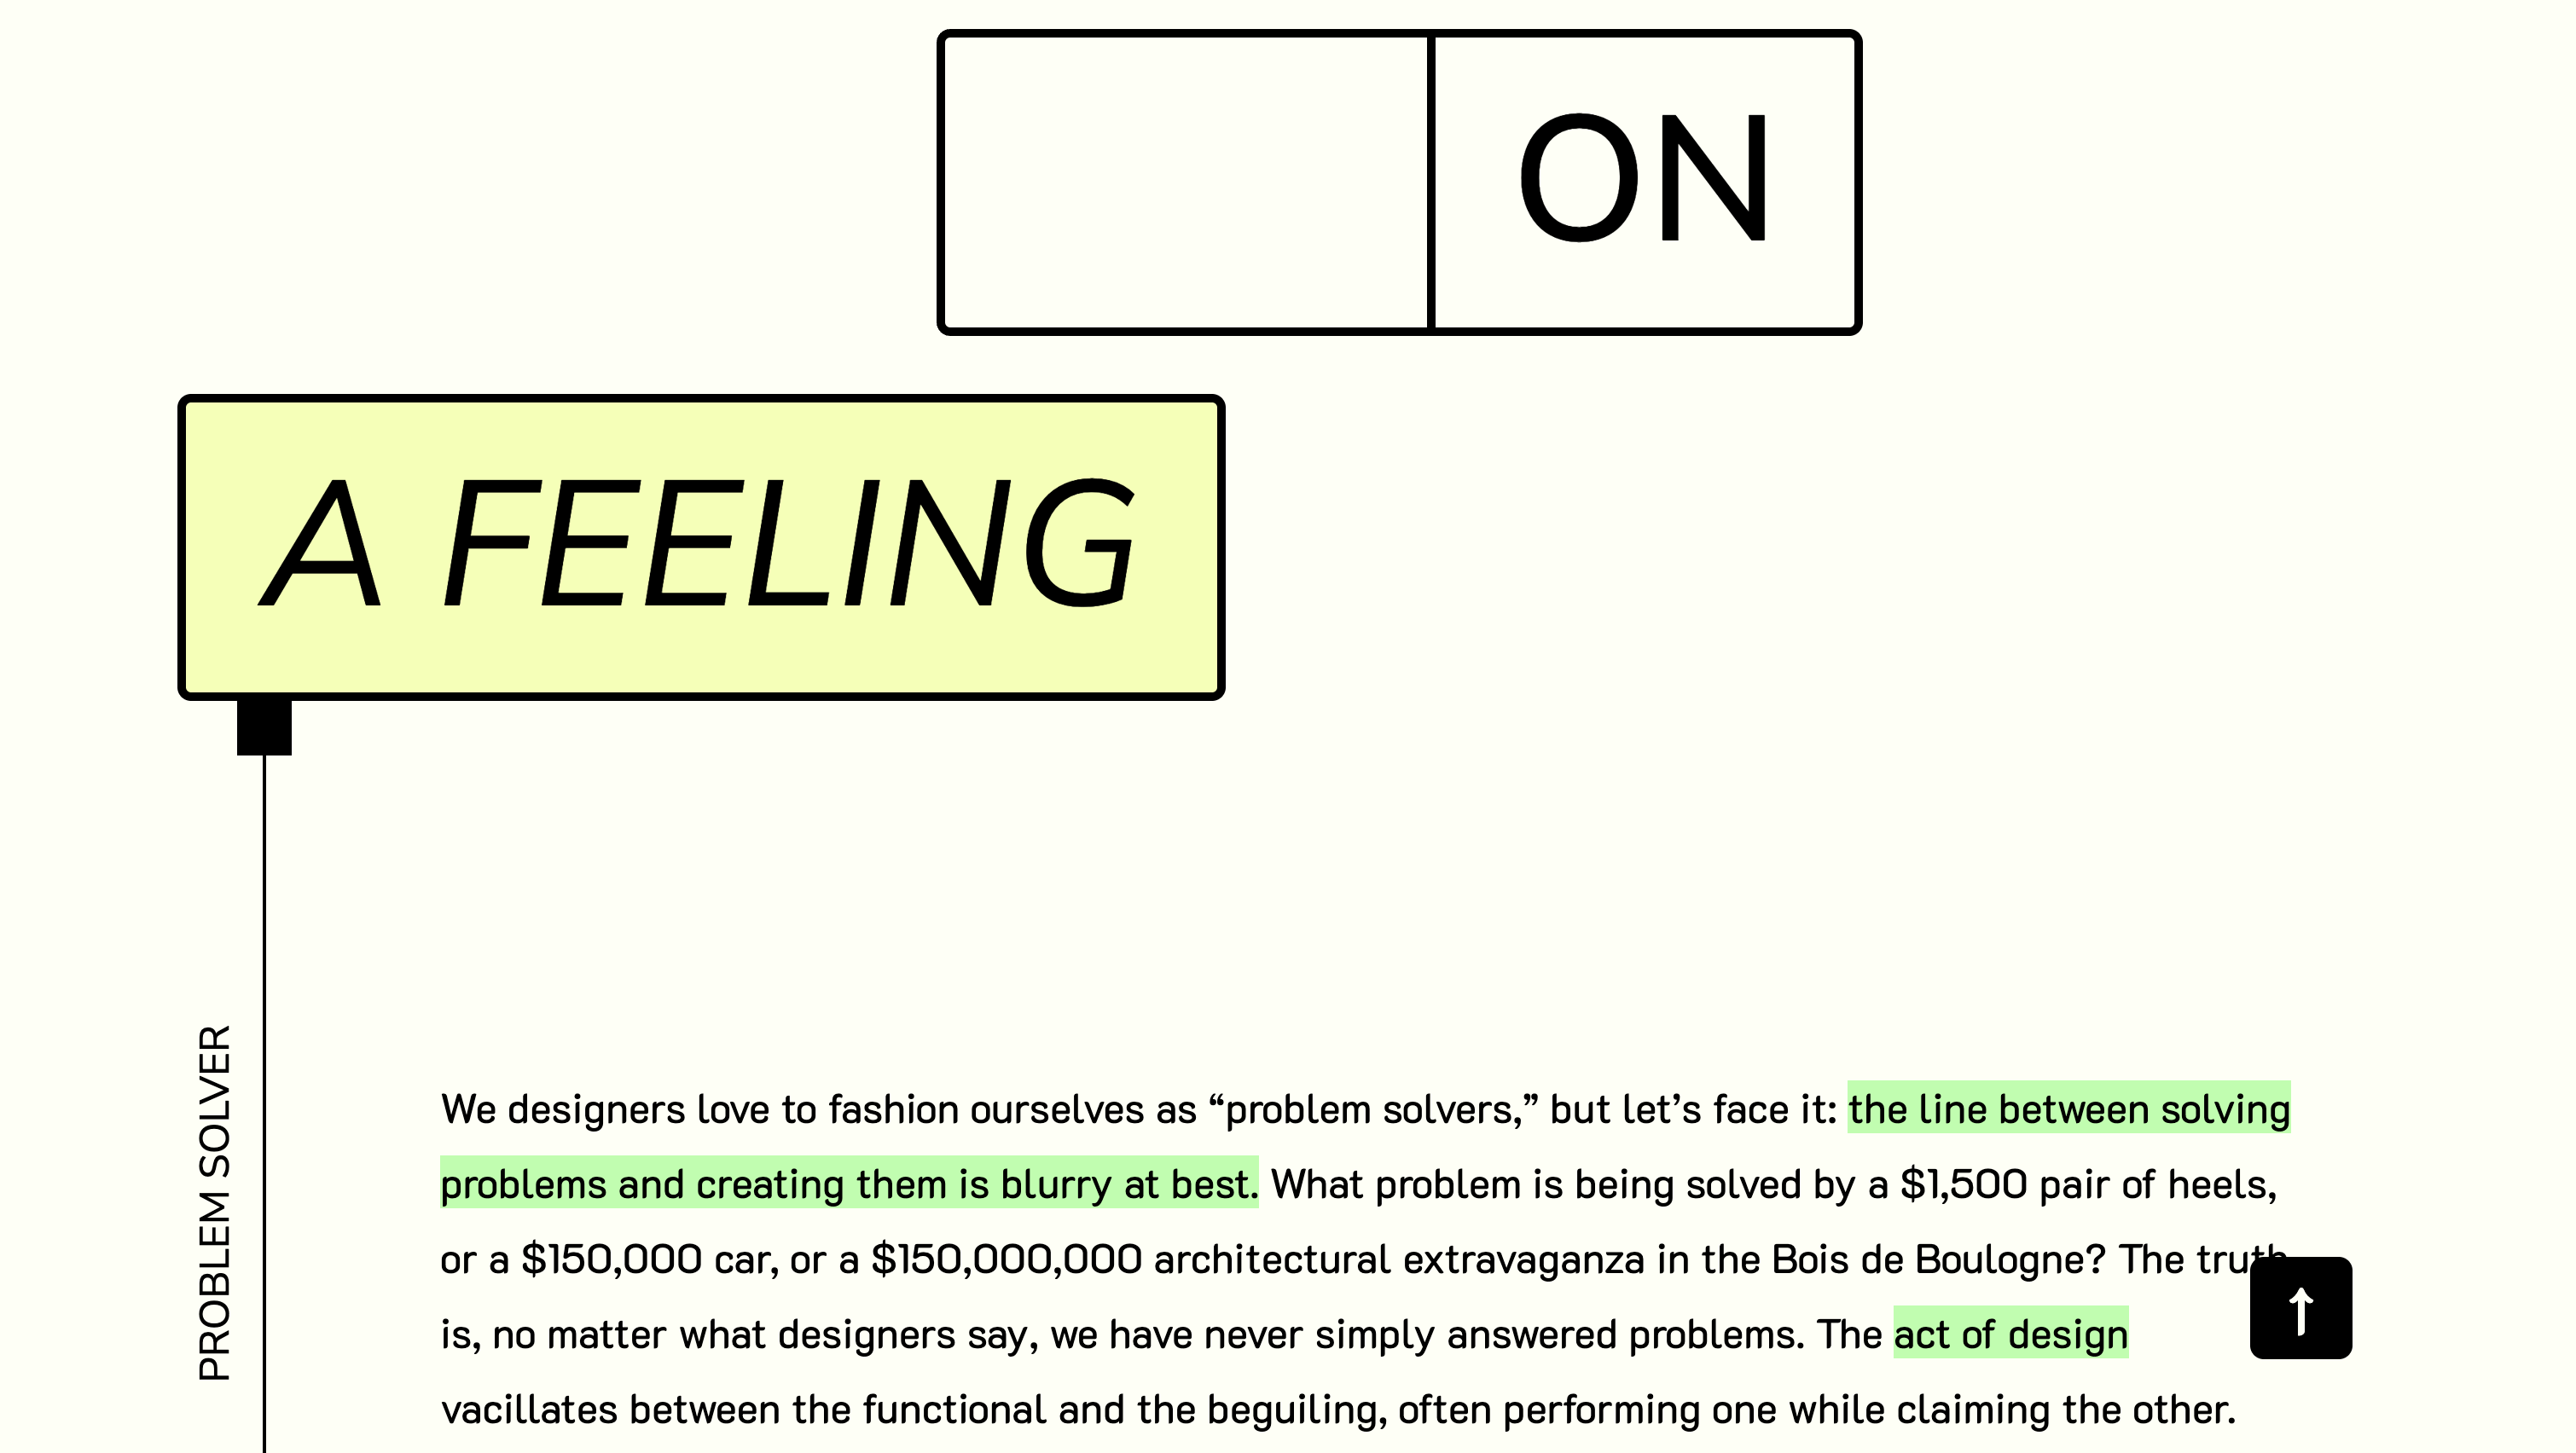 ON
A FEELING
PROBLEM SOLVER
We designers love to fashion ourselves as “problem solvers,” but let’s face it: the line between solving
problems and creating them is blurry at best. What problem is being solved by a $1,500 pair of heels,
or a $150,000 car, or a $150,000,000 architectural extravaganza in the Bois de Boulogne? The truth
is, no matter what designers say, we have never simply answered problems. The act of design
vacillates between the functional and the beguiling, often performing one while claiming the other.